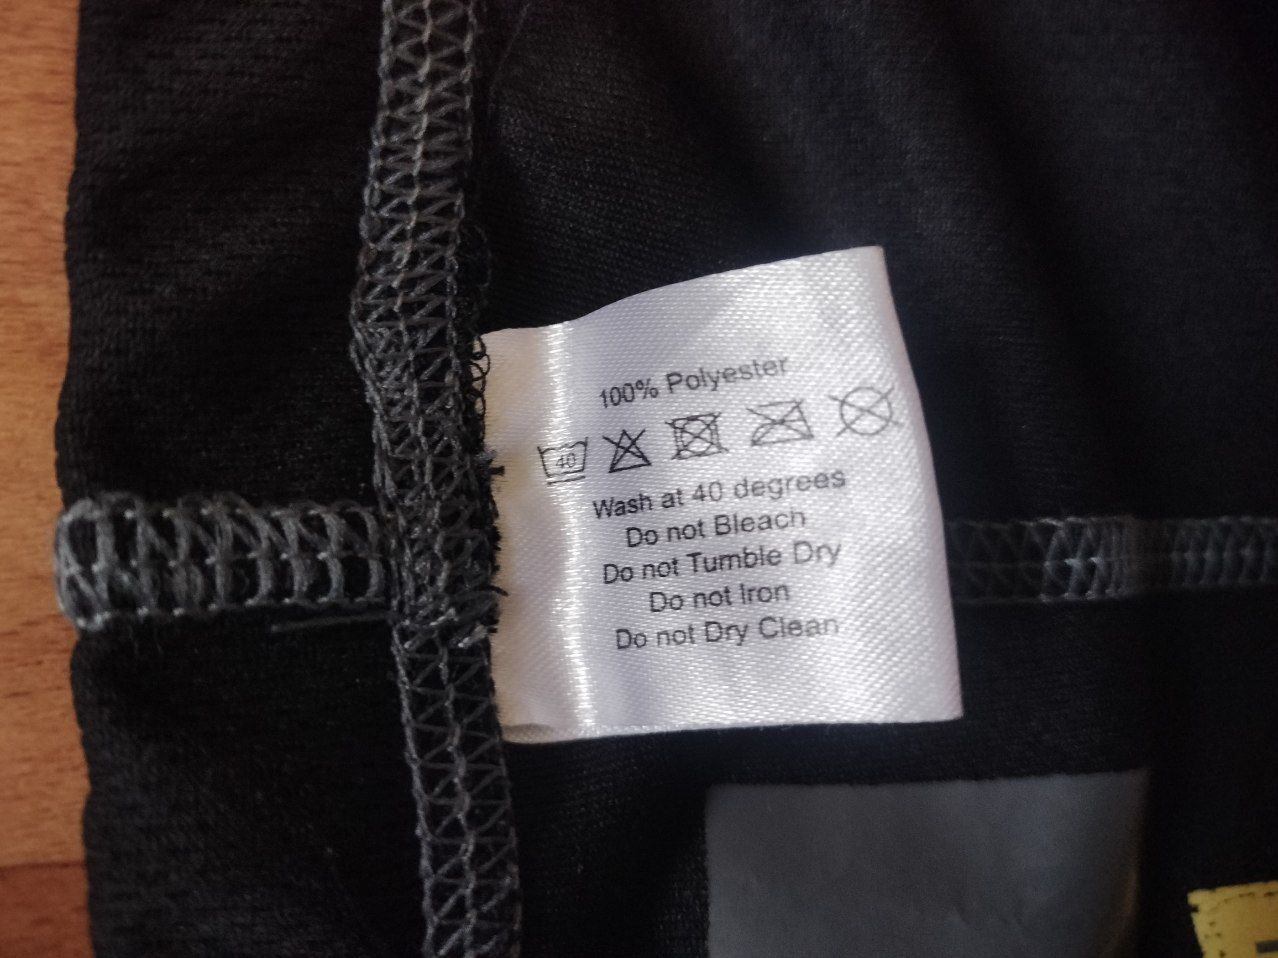 100% Polyester
40
Wash at 40 degrees
Do not Bleach
Do not Tumble Dry
Do not Iron
Do not Dry Clean